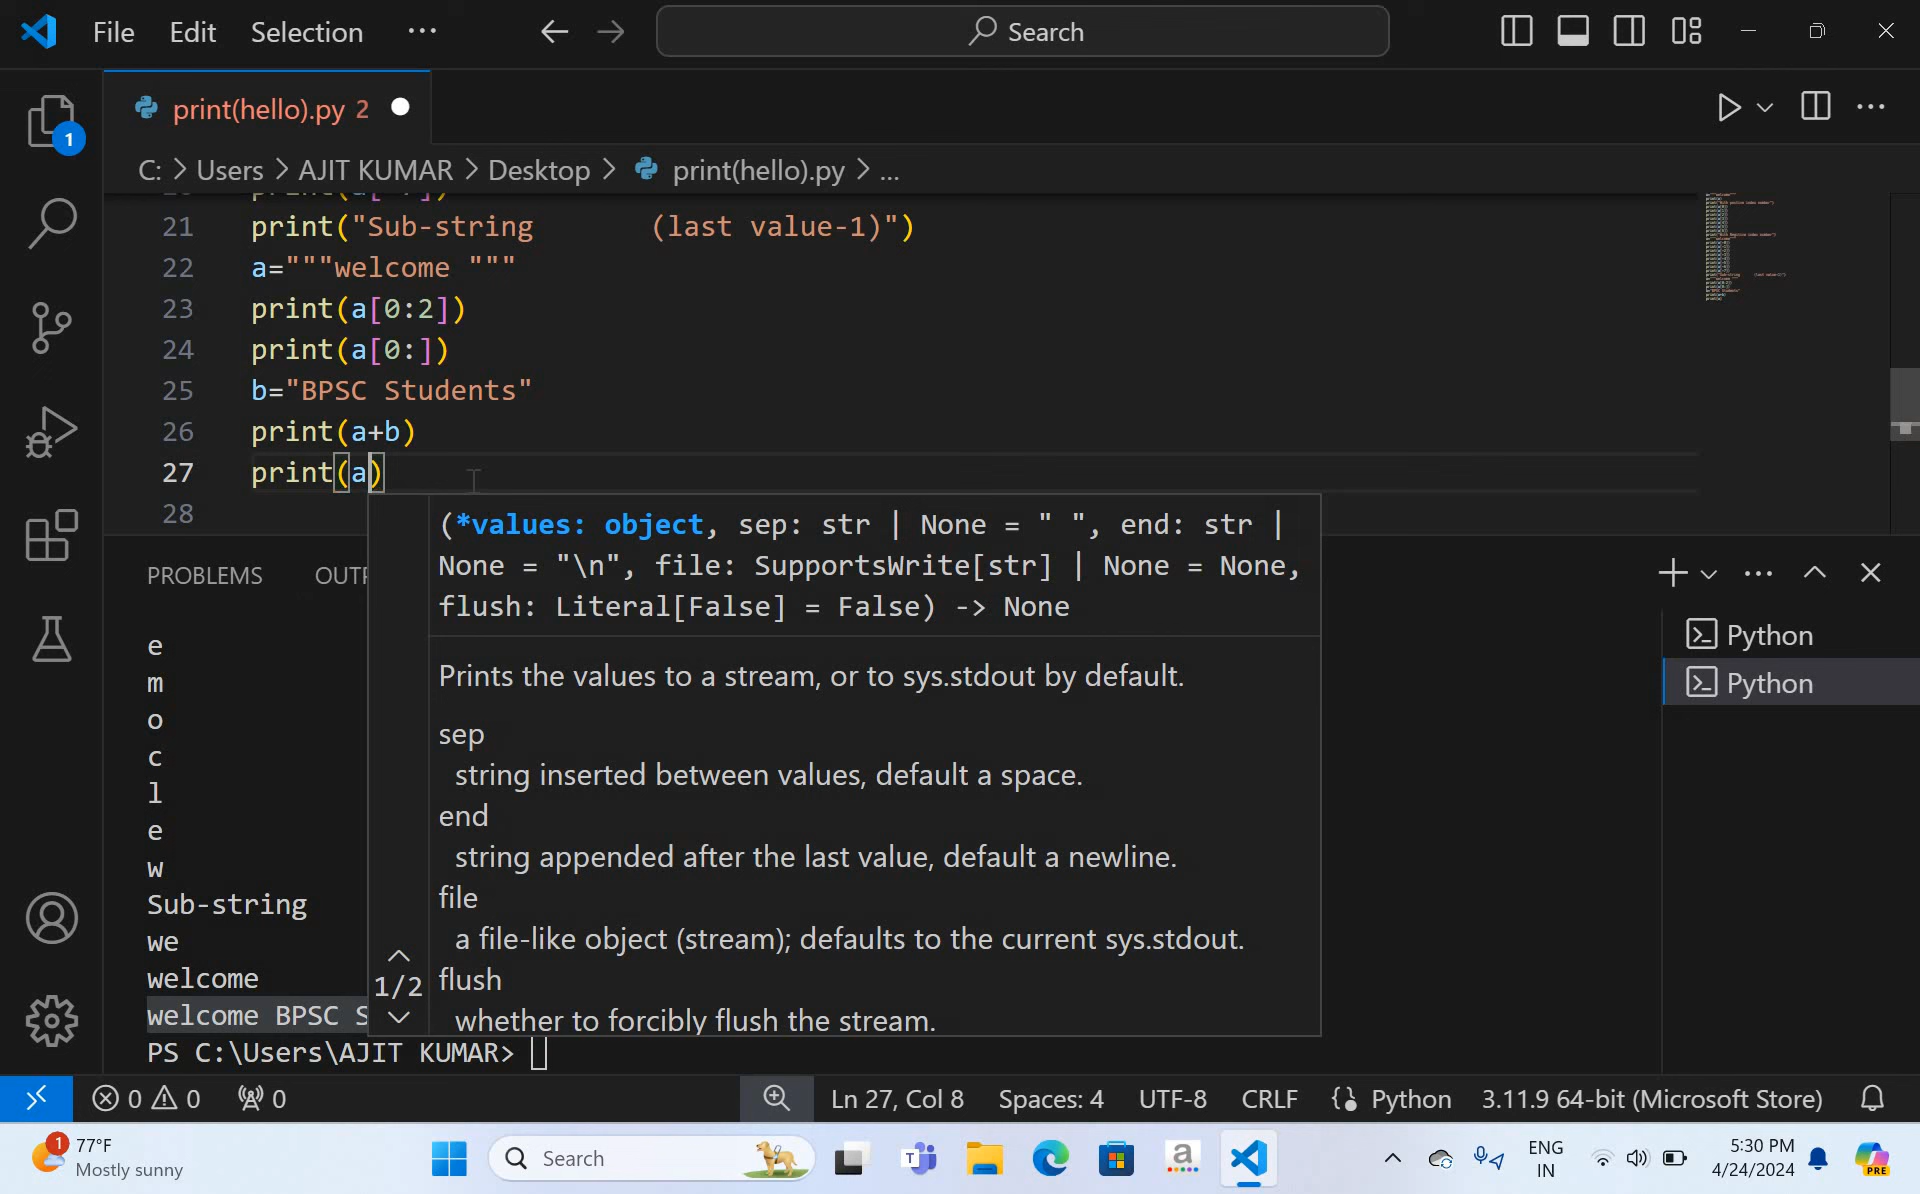 File Edit Selection ··· Search
print(hello).py 2
C: > Users > AJIT KUMAR > Desktop > print(hello).py > ...
1
21 print("Sub-string (last value-1)")
22 a="""welcome """
23 print(a[0:2])
24 print(a[0:])
25 b="BPSC Students"
26 print(a+b)
27 print(a)
28
(*values: object, sep: str | None = " ", end: str |
None = "\n", file: SupportsWrite[str] | None = None,
flush: Literal[False] = False) -> None
Prints the values to a stream, or to sys.stdout by default.
sep
string inserted between values, default a space.
end
string appended after the last value, default a newline.
file
a file-like object (stream); defaults to the current sys.stdout.
flush
whether to forcibly flush the stream.
1/2
PROBLEMS
Python
Python
e
m
o
c
l
e
w
Sub-string
we
welcome
welcome BPSC S
PS C:\Users\AJIT KUMAR>
0 0 0 Ln 27, Col 8 Spaces: 4 UTF-8 CRLF Python 3.11.9 64-bit (Microsoft Store)
1 77°F
Mostly sunny
Search
ENG
IN
5:30 PM
4/24/2024
PRE